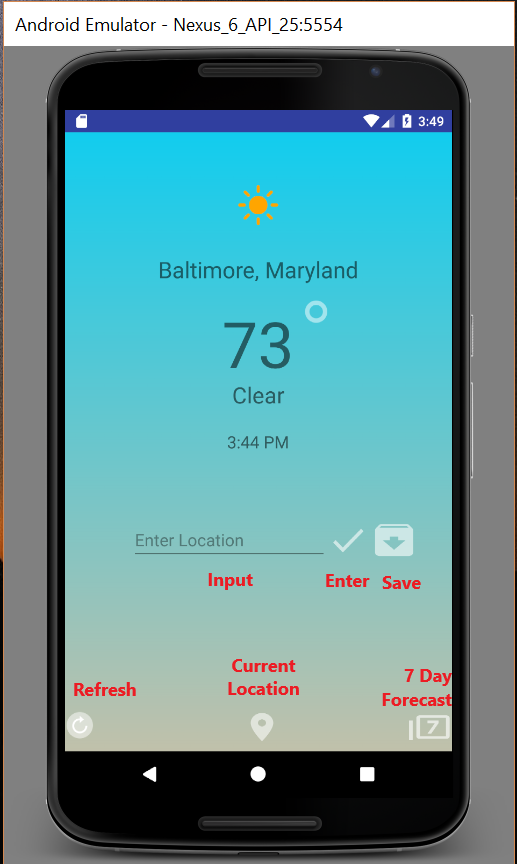 Android Emulator - Nexus_6_API_25:5554
3:49
Baltimore, Maryland
73
Clear
3:44 PM
Enter Location
Input Enter Save
Current
Location
7 Day
Forecast
Refresh
7